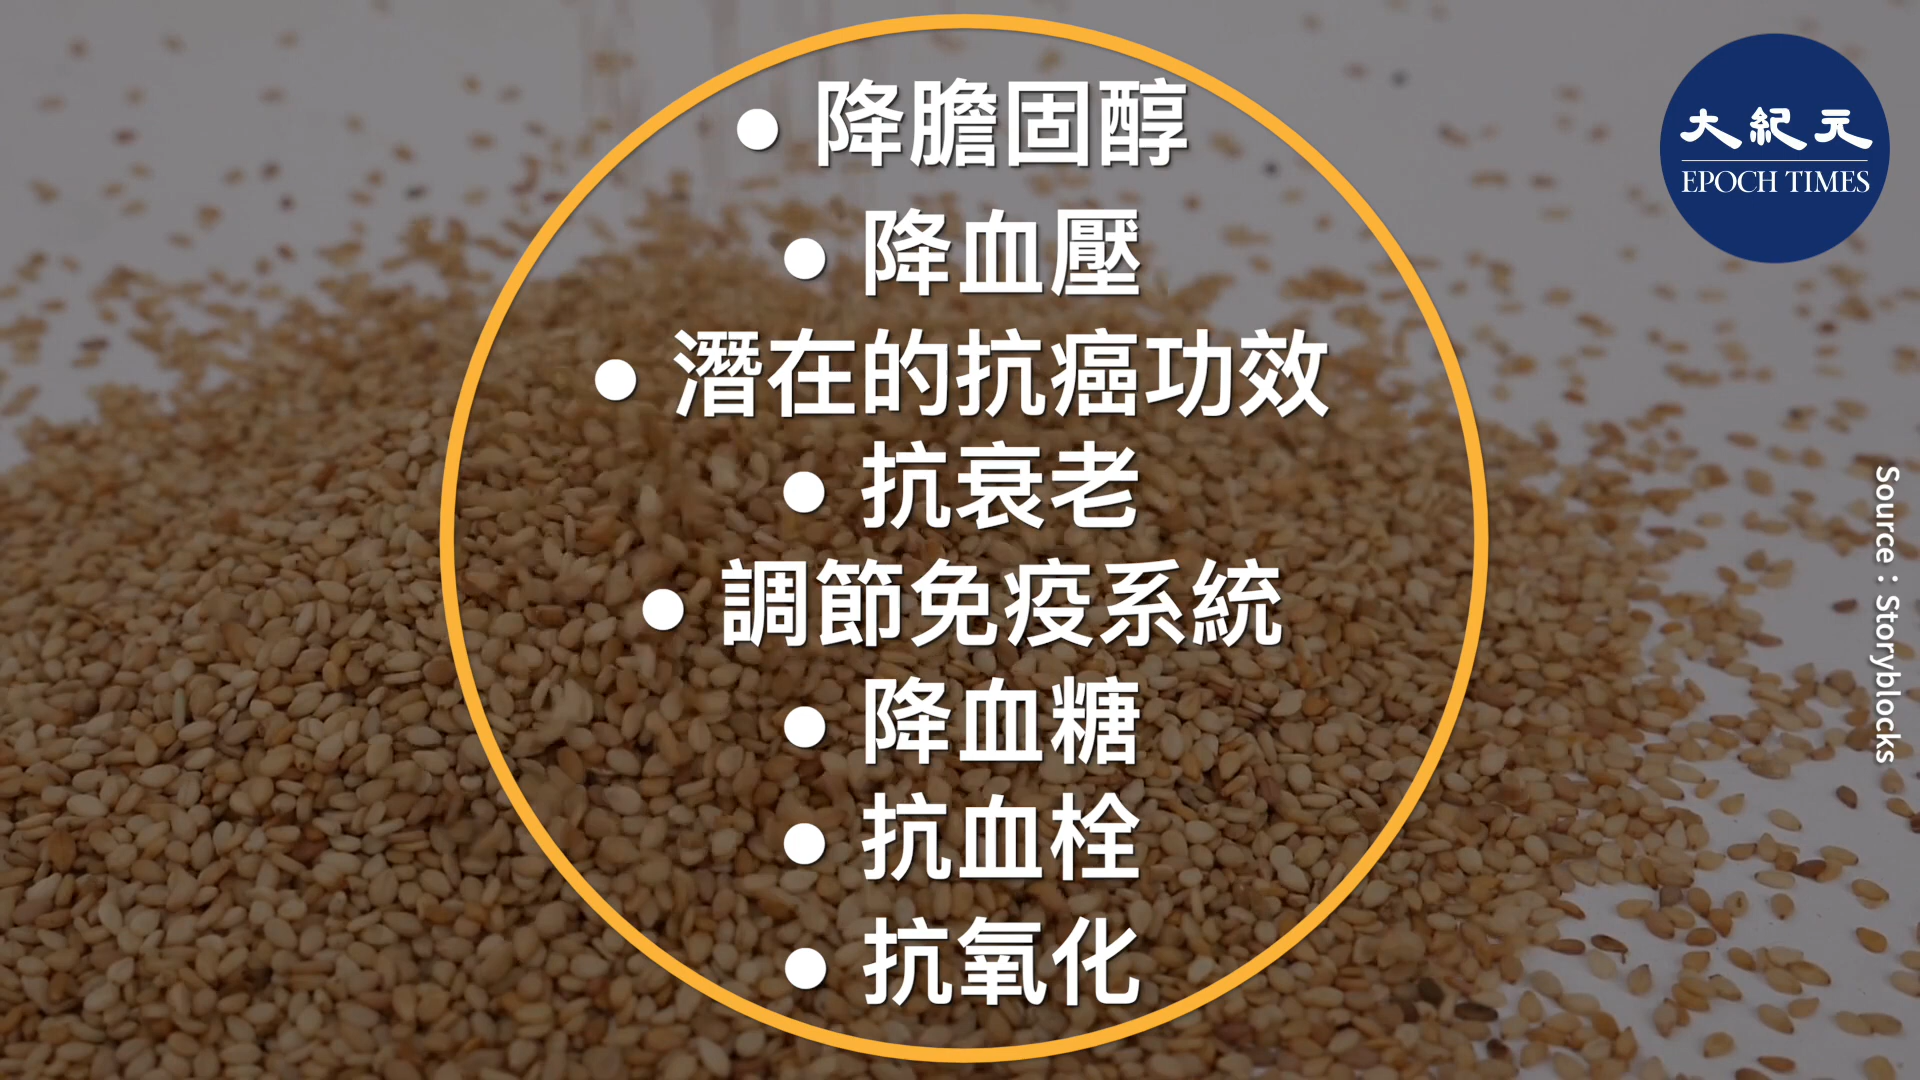 ● 降膽固醇
● 降血壓
● 潛在的抗癌功效
● 抗衰老
● 調節免疫系統
● 降血糖
● 抗血栓
● 抗氧化
大紀元
EPOCH TIMES
Source : Storyblocks